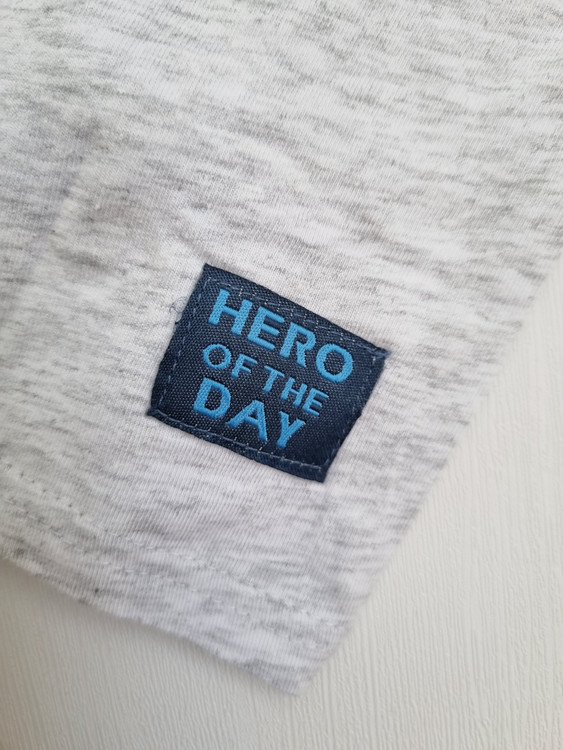 HERO
OF THE
DAY